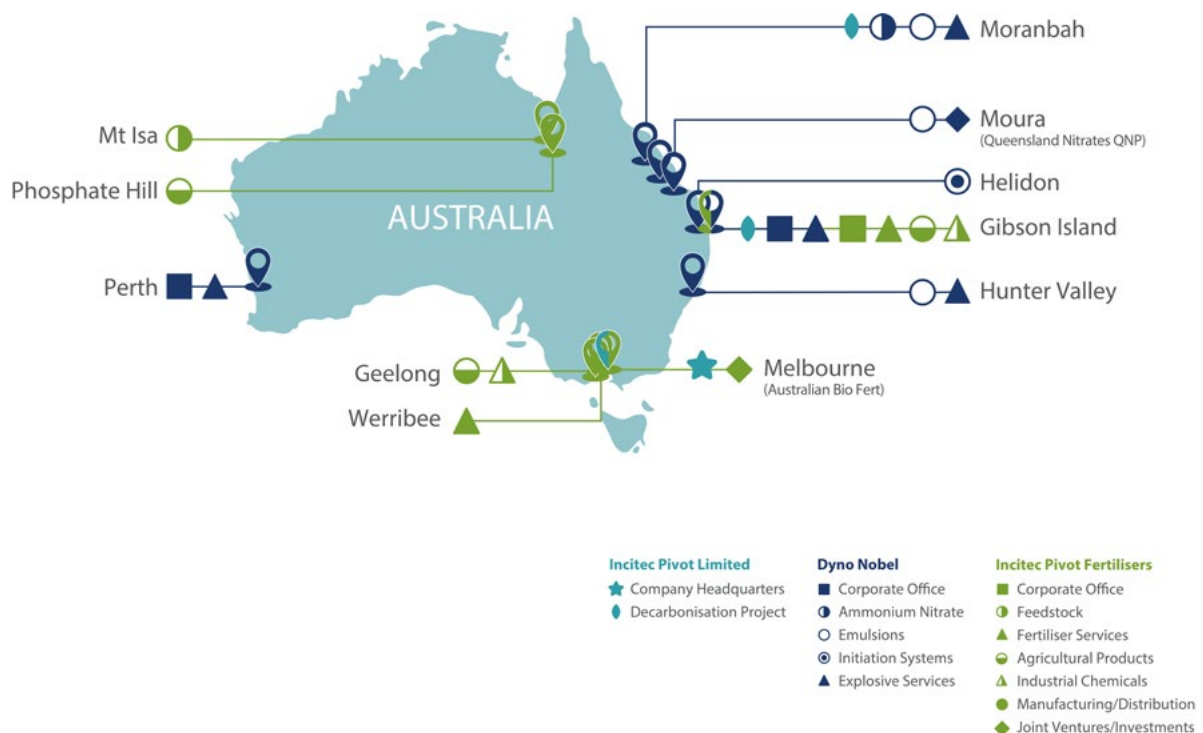 Moranbah
Mt Isa
Moura
(Queensland Nitrates QNP)
Phosphate Hill
Helidon
AUSTRALIA
Gibson Island
Perth
Hunter Valley
Geelong
Melbourne
(Australian Bio Fert)
Werribee
Incitec Pivot Limited
Company Headquarters
Decarbonisation Project
Dyno Nobel
Corporate Office
Ammonium Nitrate
Emulsions
Initiation Systems
Explosive Services
Incitec Pivot Fertilisers
Corporate Office
Feedstock
Fertiliser Services
Agricultural Products
Industrial Chemicals
Manufacturing/Distribution
Joint Ventures/Investments